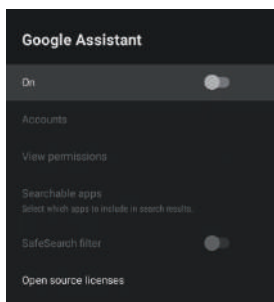 Google Assistant
On
Accounts
View permissions
Searchable apps
Select which apps to include in search results.
SafeSearch filter
Open source licenses